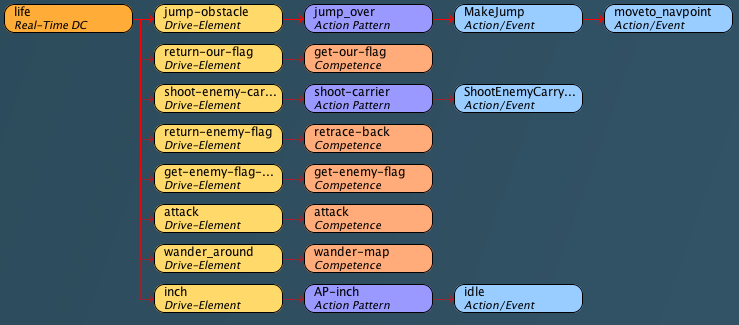 life
Real-Time DC
jump-obstacle
Drive-Element
jump_over
Action Pattern
MakeJump
Action/Event
moveto_navpoint
Action/Event
return-our-flag
Drive-Element
get-our-flag
Competence
shoot-enemy-car...
Drive-Element
shoot-carrier
Action Pattern
ShootEnemyCarry...
Action/Event
return-enemy-flag
Drive-Element
retrace-back
Competence
get-enemy-flag-...
Drive-Element
get-enemy-flag
Competence
attack
Drive-Element
attack
Competence
wander_around
Drive-Element
wander-map
Competence
inch
Drive-Element
AP-inch
Action Pattern
idle
Action/Event